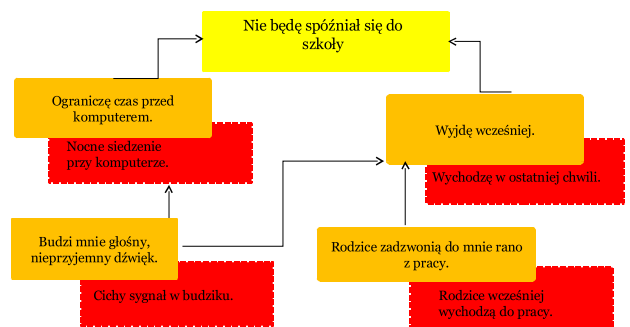 Nie będę spóźniał się do
szkoły
Ograniczę czas przed
komputerem.
Nocne siedzenie
przy komputerze.
Wyjdę wcześniej.
Wychodzę w ostatniej chwili.
Budzi mnie głośny,
nieprzyjemny dźwięk.
Cichy sygnał w budziku.
Rodzice zadzwonią do mnie rano
z pracy.
Rodzice wcześniej
wychodzą do pracy.